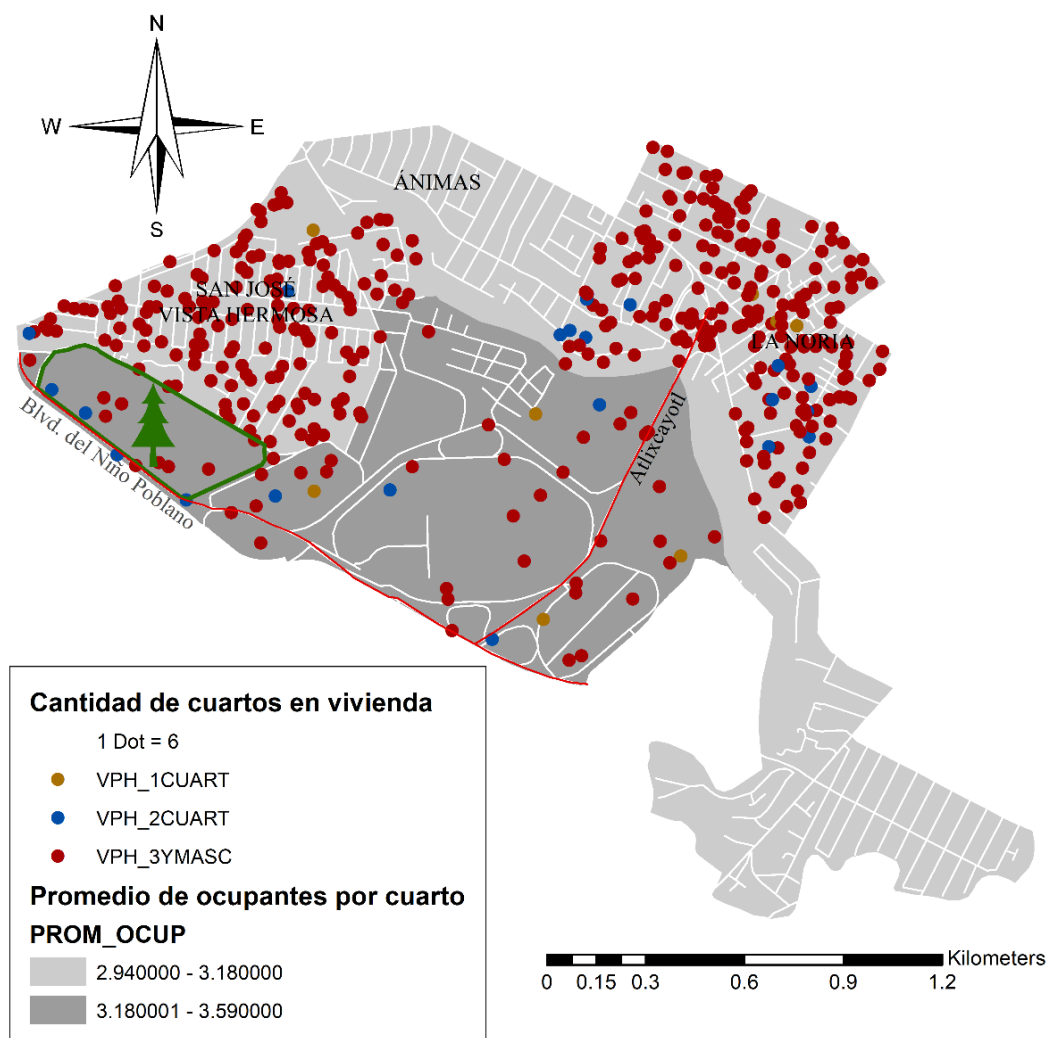 N
W E
S
ÁNIMAS
SAN JOSÉ
VISTA HERMOSA
LA NORIA
Blvd. del Niño Poblano
Atlixcayotl
Cantidad de cuartos en vivienda
1 Dot = 6
VPH_1CUART
VPH_2CUART
VPH_3YMASC
Promedio de ocupantes por cuarto
PROM_OCUP
2.940000 - 3.180000
3.180001 - 3.590000
Kilometers
0 0.15 0.3 0.6 0.9 1.2